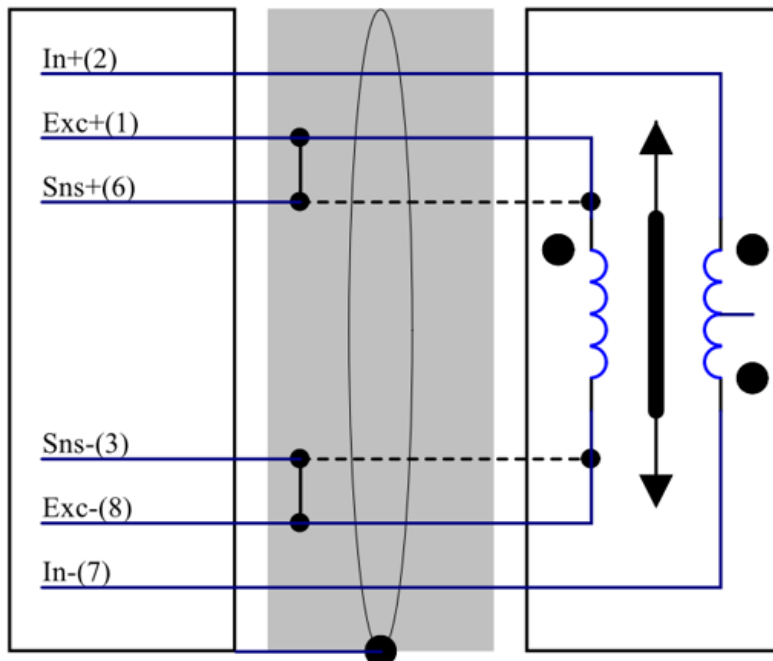 In+(2)
Exc+(1)
Sns+(6)
Sns-(3)
Exc-(8)
In-(7)